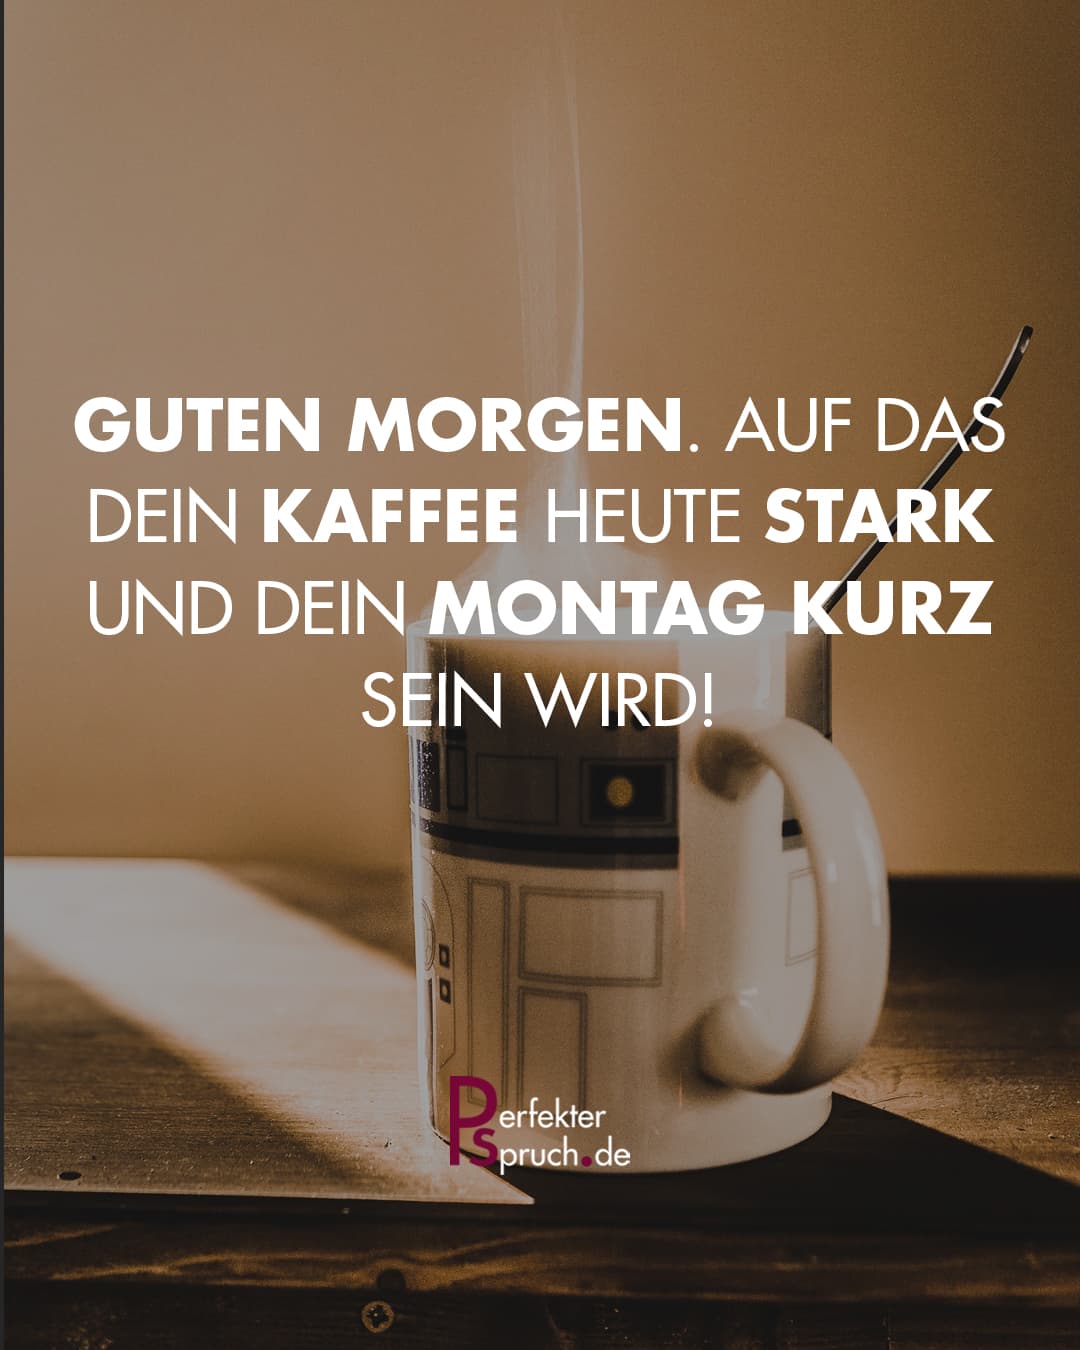 GUTEN MORGEN. AUF DAS
DEIN KAFFEE HEUTE STARK
UND DEIN MONTAG KURZ
SEIN WIRD!
Perfekter
Spruch.de